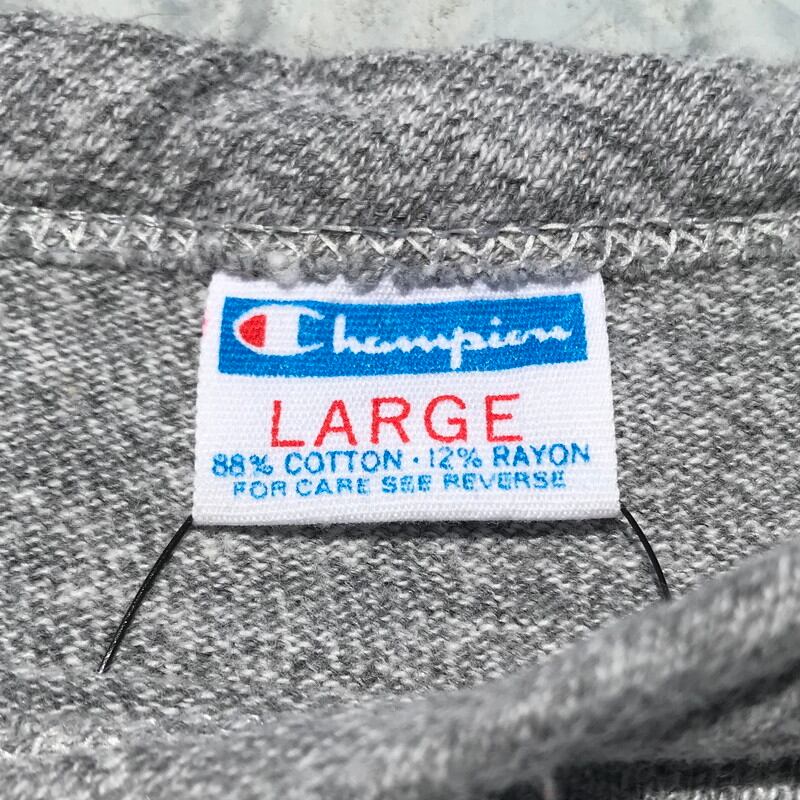 Champion
LARGE
88% COTTON · 12% RAYON
FOR CARE SEE REVERSE